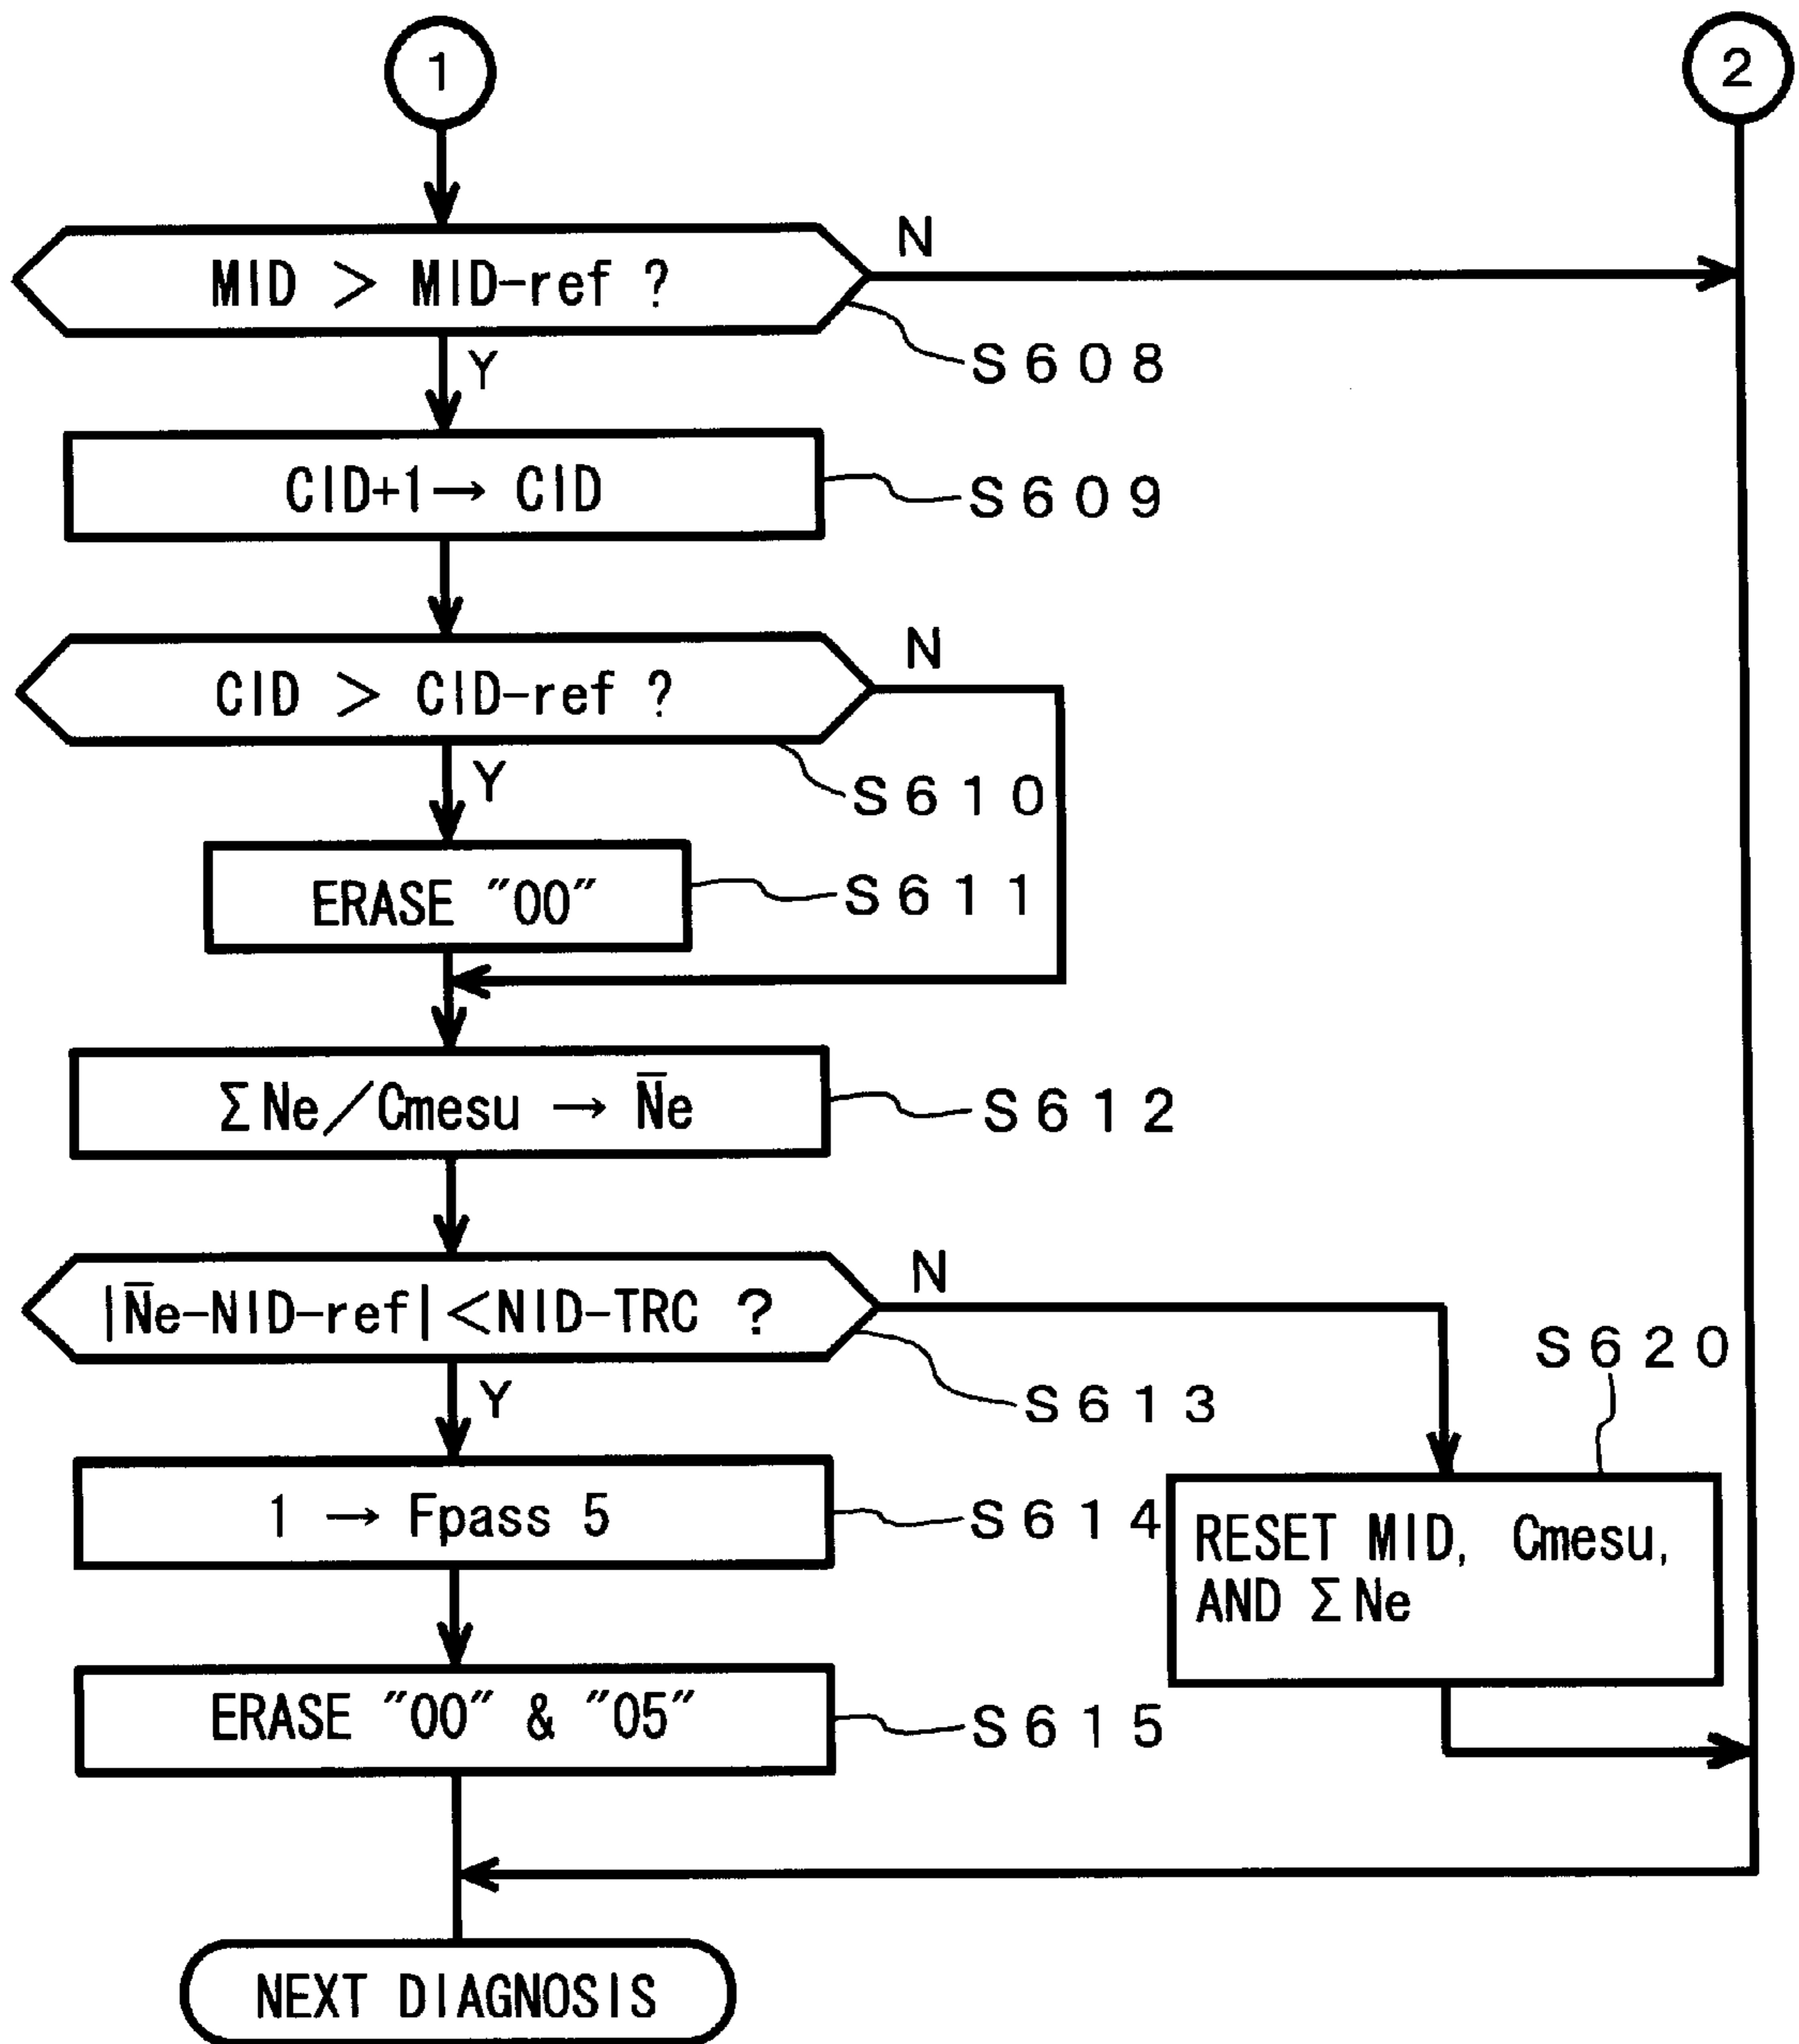 1
2
MID > MID-ref ?
N
Y
S608
CID+1→ CID
S609
CID > CID-ref ?
N
Y
S610
ERASE "00"
S611
ΣNe/Cmesu → N̄e
S612
|N̄e-NID-ref|<NID-TRC ?
N
Y
S613
S620
1 → Fpass 5
S614
RESET MID, Cmesu,
AND ΣNe
ERASE "00" & "05"
S615
NEXT DIAGNOSIS